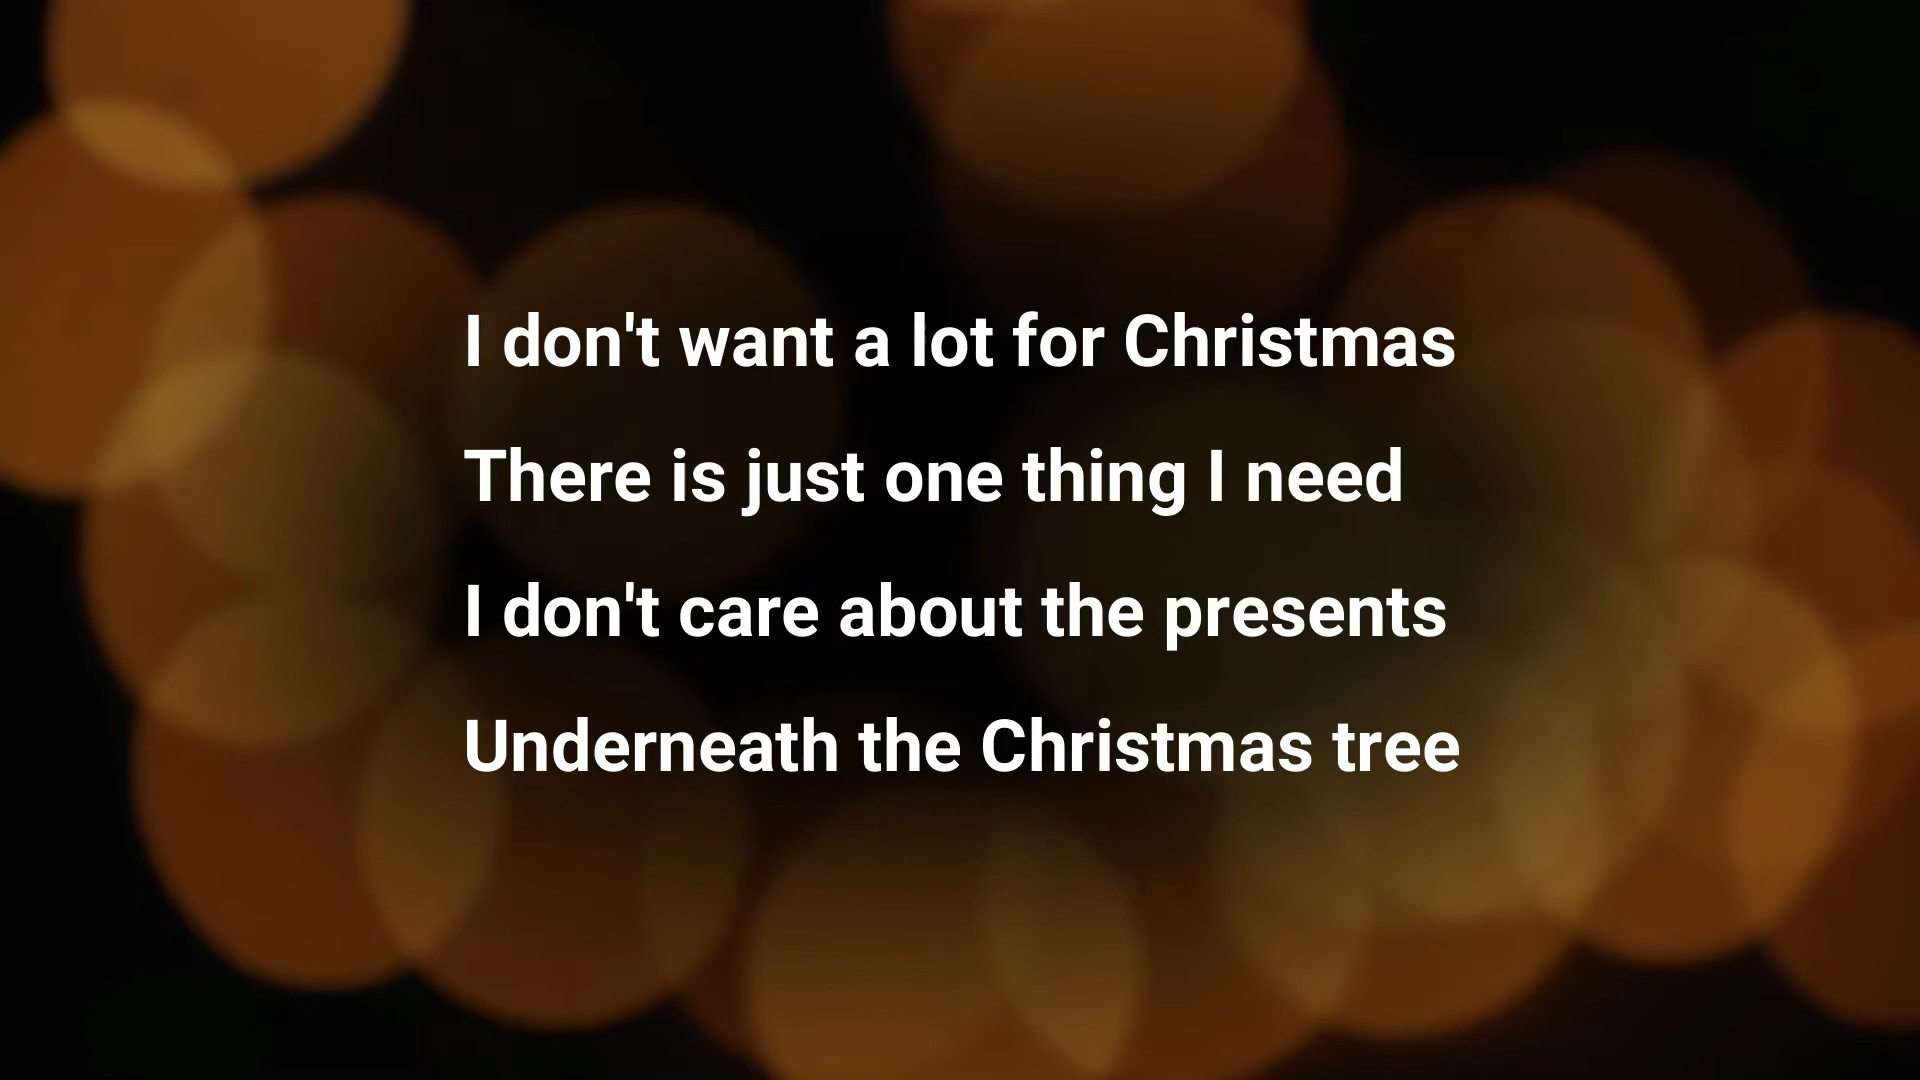 I don't want a lot for Christmas
There is just one thing I need
I don't care about the presents
Underneath the Christmas tree